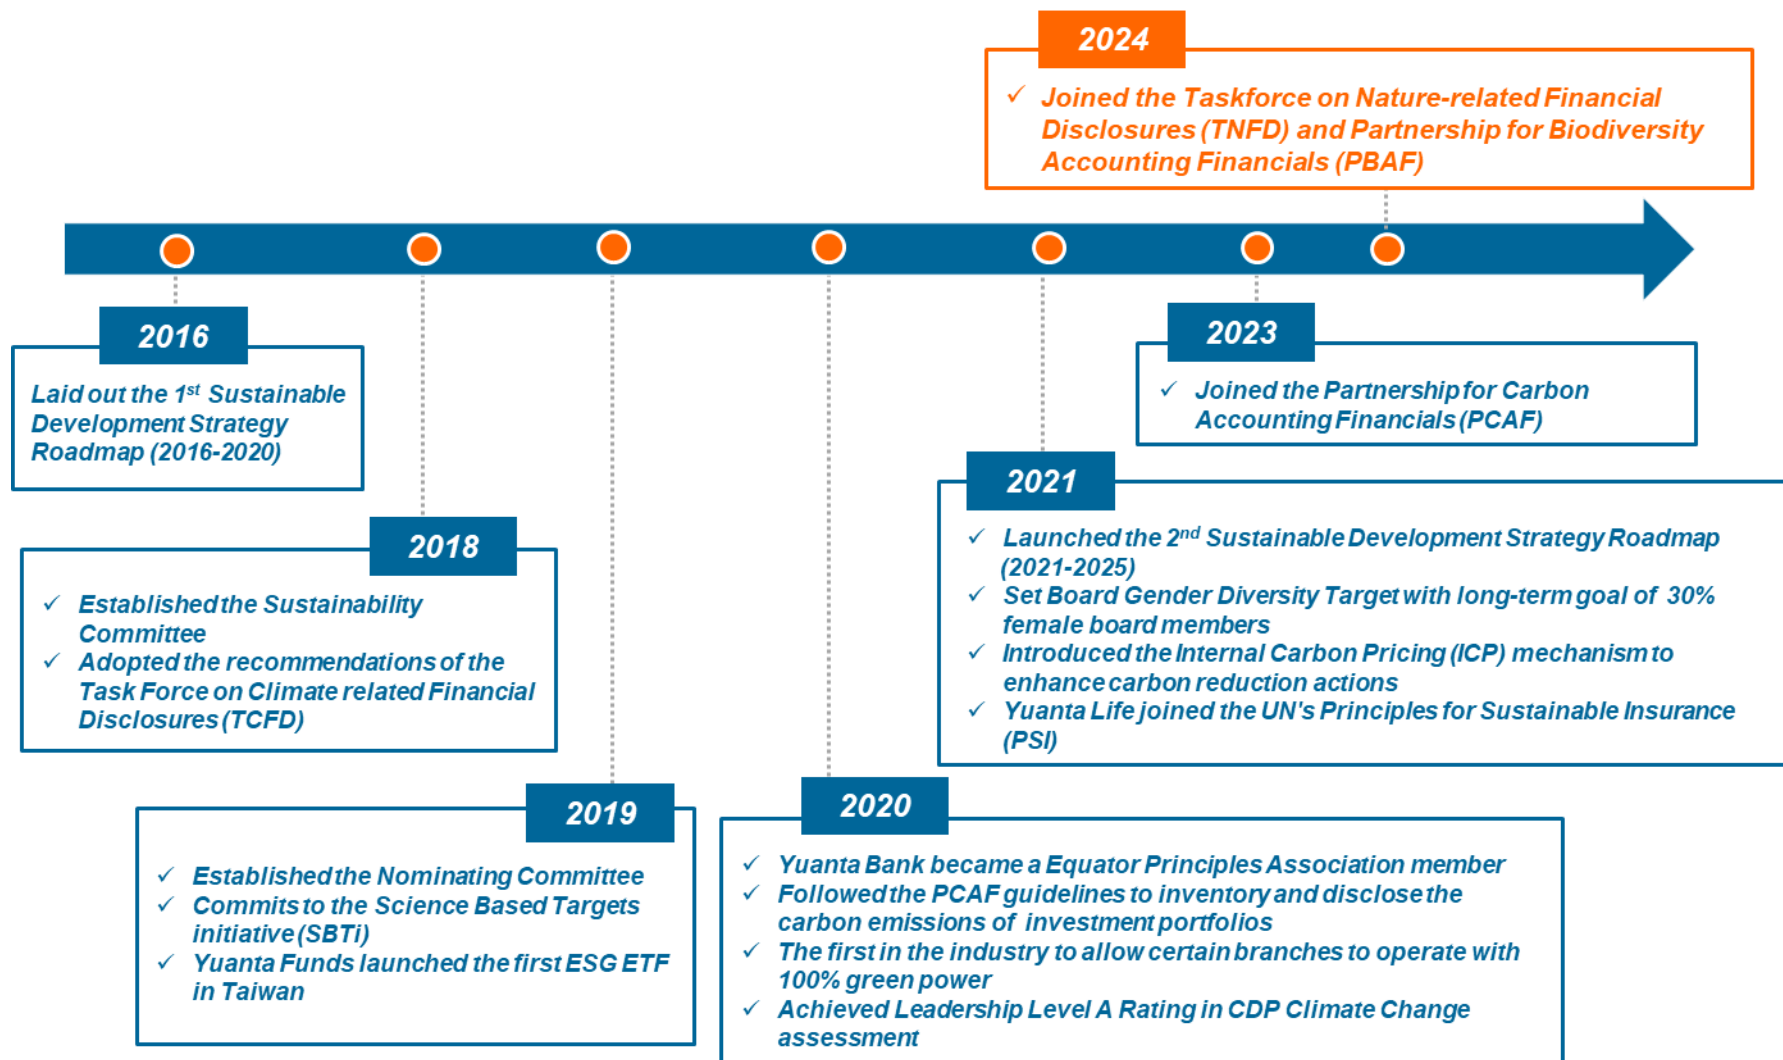 2024
✓ Joined the Taskforce on Nature-related Financial
Disclosures (TNFD) and Partnership for Biodiversity
Accounting Financials (PBAF)
2016
Laid out the 1st Sustainable
Development Strategy
Roadmap (2016-2020)
2018
✓ Established the Sustainability
Committee
✓ Adopted the recommendations of the
Task Force on Climate related Financial
Disclosures (TCFD)
2019
✓ Established the Nominating Committee
✓ Commits to the Science Based Targets
initiative (SBTi)
✓ Yuanta Funds launched the first ESG ETF
in Taiwan
2020
✓ Yuanta Bank became a Equator Principles Association member
✓ Followed the PCAF guidelines to inventory and disclose the
carbon emissions of investment portfolios
✓ The first in the industry to allow certain branches to operate with
100% green power
✓ Achieved Leadership Level A Rating in CDP Climate Change
assessment
2021
✓ Launched the 2nd Sustainable Development Strategy Roadmap
(2021-2025)
✓ Set Board Gender Diversity Target with long-term goal of 30%
female board members
✓ Introduced the Internal Carbon Pricing (ICP) mechanism to
enhance carbon reduction actions
✓ Yuanta Life joined the UN's Principles for Sustainable Insurance
(PSI)
2023
✓ Joined the Partnership for Carbon
Accounting Financials (PCAF)